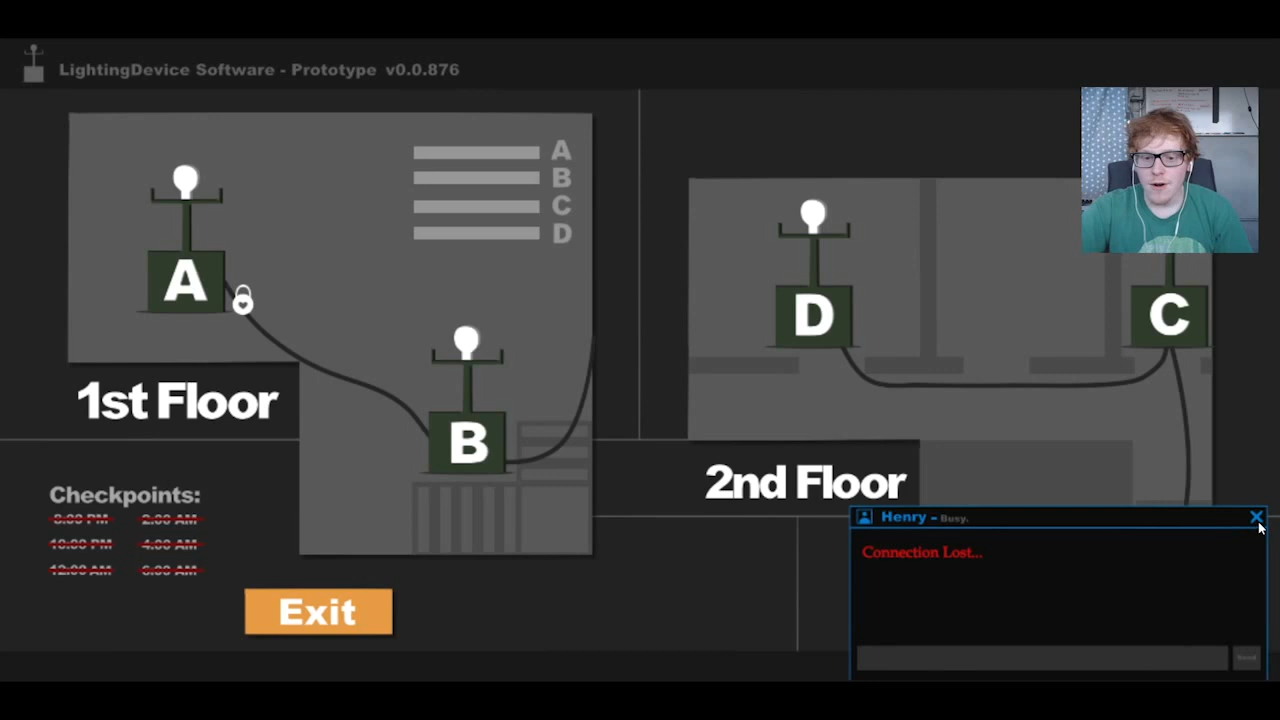 LightingDevice Software - Prototype v0.0.876
A
B
C
D
A
B
1st Floor
D
C
2nd Floor
Checkpoints:
8:00 PM 2:00 AM
10:00 PM 4:00 AM
12:00 AM 6:00 AM
Exit
Henry - Busy.
Connection Lost...
Send